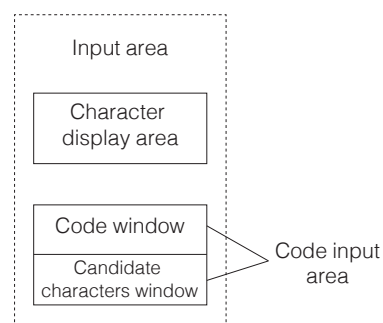 Input area
Character
display area
Code window
Candidate
characters window
Code input
area